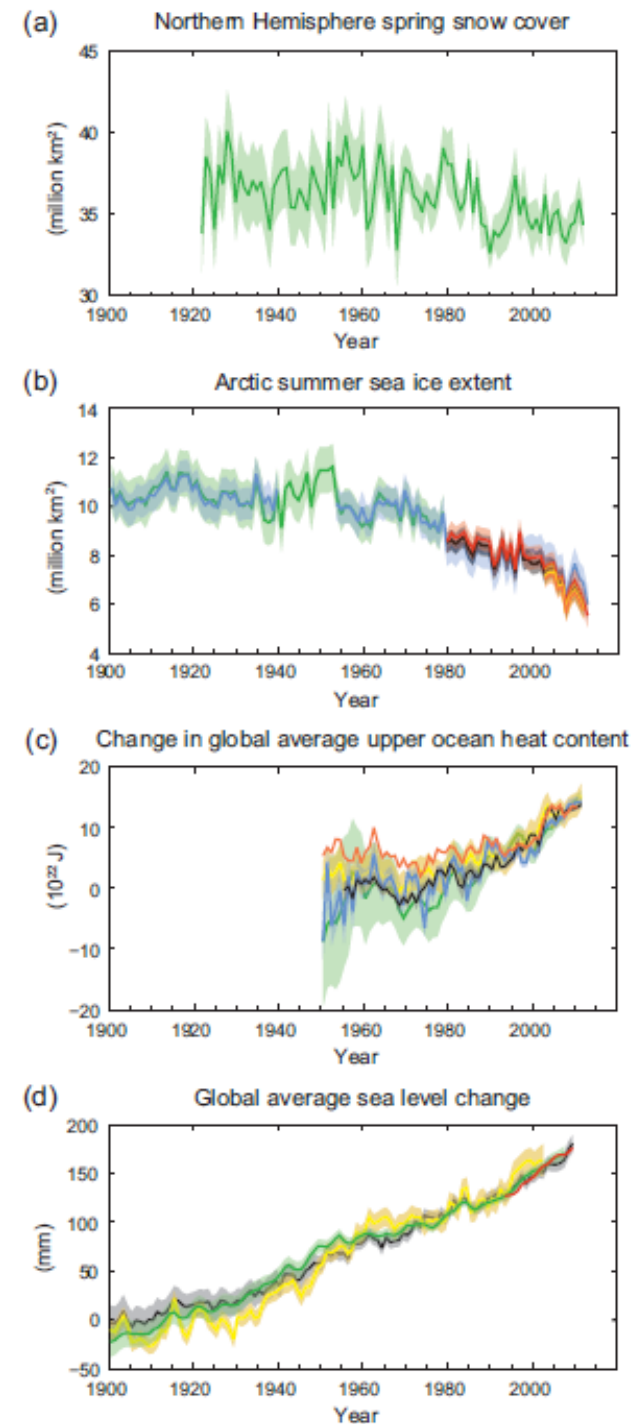 (a) Northern Hemisphere spring snow cover
45
40
35
30
(million km²)
1900 1920 1940 1960 1980 2000
Year
(b) Arctic summer sea ice extent
14
12
10
8
6
4
(million km²)
1900 1920 1940 1960 1980 2000
Year
(c) Change in global average upper ocean heat content
20
10
0
−10
−20
(10²² J)
1900 1920 1940 1960 1980 2000
Year
(d) Global average sea level change
200
150
100
50
0
−50
(mm)
1900 1920 1940 1960 1980 2000
Year